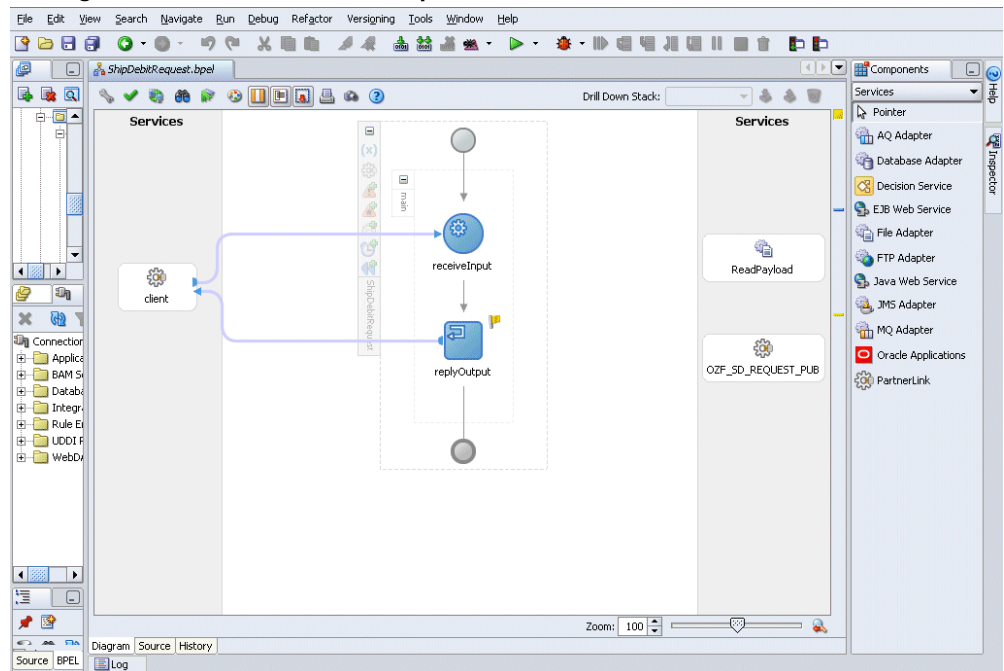 File Edit View Search Navigate Run Debug Refactor Versioning Tools Window Help
ShipDebitRequest.bpel
Drill Down Stack:
Services
Services
main
ShipDebitRequest
receiveInput
client
replyOutput
ReadPayload
OZF_SD_REQUEST_PUB
Components
Services
Pointer
AQ Adapter
Database Adapter
Decision Service
EJB Web Service
File Adapter
FTP Adapter
Java Web Service
JMS Adapter
MQ Adapter
Oracle Applications
PartnerLink
Help
Inspector
Connection
Applica
BAM S
Databa
Integr
Rule E
UDDI R
WebDA
Zoom: 100
Diagram Source History
Source BPEL
Log